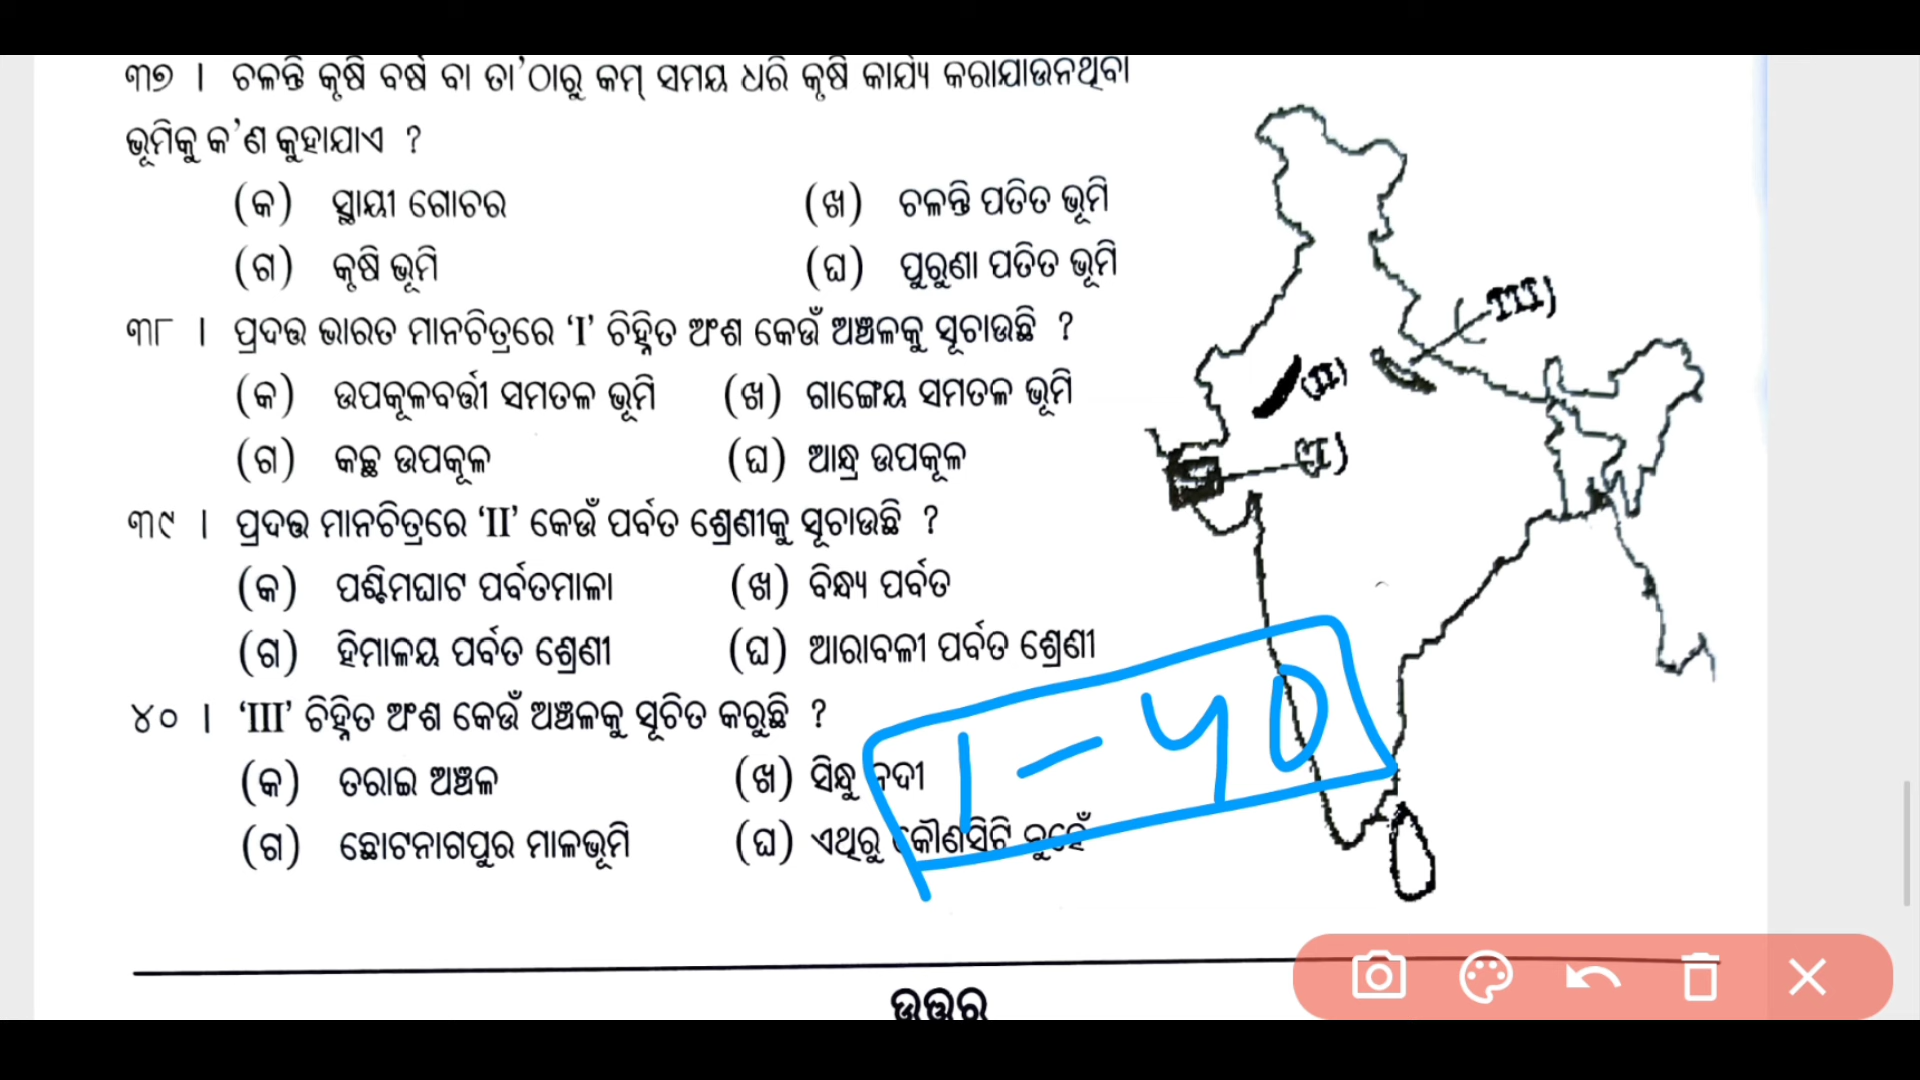 ୩୭ । ଚଳନ୍ତି କୃଷି ବର୍ଷ ବା ତା'ଠାରୁ କମ୍ ସମୟ ଧରି କୃଷି କାର୍ଯ୍ୟ କରାଯାଉନଥିବା
ଭୂମିକୁ କ'ଣ କୁହାଯାଏ ?
(କ) ସ୍ଥାୟୀ ଗୋଚର (ଖ) ଚଳନ୍ତି ପତିତ ଭୂମି
(ଗ) କୃଷି ଭୂମି (ଘ) ପୁରୁଣା ପତିତ ଭୂମି
୩୮ । ପ୍ରଦତ୍ତ ଭାରତ ମାନଚିତ୍ରରେ ‘I’ ଚିହ୍ନିତ ଅଂଶ କେଉଁ ଅଞ୍ଚଳକୁ ସୂଚାଉଛି ?
(କ) ଉପକୂଳବର୍ତ୍ତୀ ସମତଳ ଭୂମି (ଖ) ଗାଙ୍ଗେୟ ସମତଳ ଭୂମି
(ଗ) କଚ୍ଛ ଉପକୂଳ (ଘ) ଆନ୍ଧ୍ର ଉପକୂଳ
୩୯ । ପ୍ରଦତ୍ତ ମାନଚିତ୍ରରେ ‘II’ କେଉଁ ପର୍ବତ ଶ୍ରେଣୀକୁ ସୂଚାଉଛି ?
(କ) ପଶ୍ଚିମଘାଟ ପର୍ବତମାଳା (ଖ) ବିନ୍ଧ୍ୟ ପର୍ବତ
(ଗ) ହିମାଳୟ ପର୍ବତ ଶ୍ରେଣୀ (ଘ) ଆରାବଳୀ ପର୍ବତ ଶ୍ରେଣୀ
୪୦ । ‘III’ ଚିହ୍ନିତ ଅଂଶ କେଉଁ ଅଞ୍ଚଳକୁ ସୂଚିତ କରୁଛି ?
(କ) ତରାଇ ଅଞ୍ଚଳ (ଖ) ସିନ୍ଧୁ ନଦୀ
(ଗ) ଛୋଟନାଗପୁର ମାଳଭୂମି (ଘ) ଏଥିରୁ କୌଣସିଟି ନୁହେଁ
ଉତ୍ତର
(III)
(II)
(I)
1 - 40